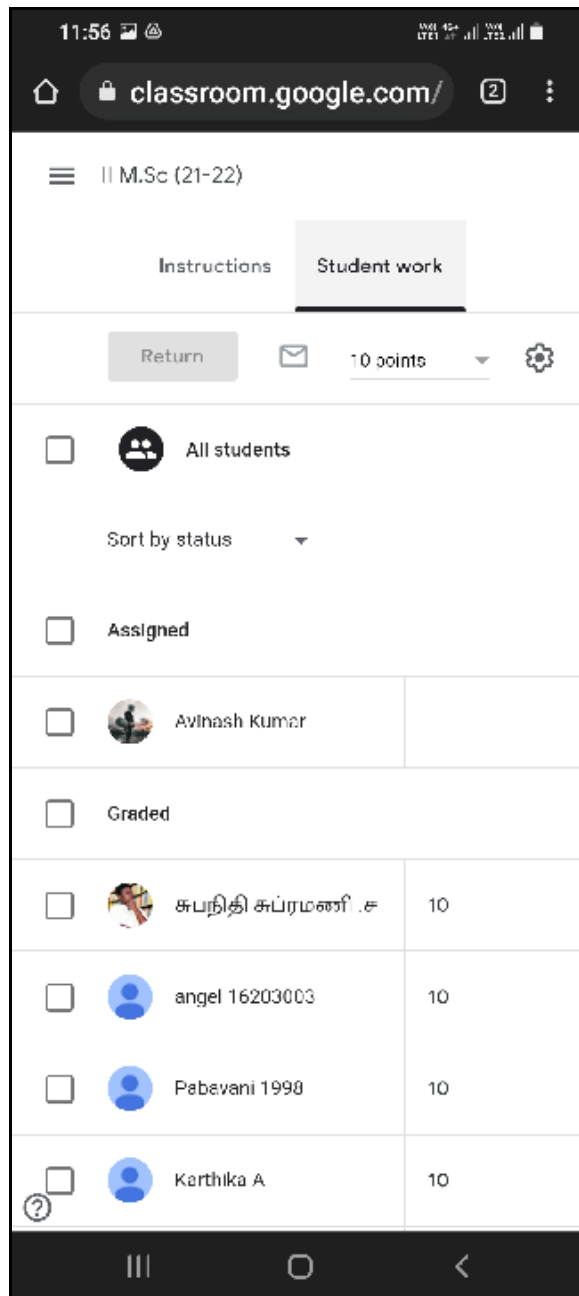 11:56
classroom.google.com/ 2
II M.Sc (21-22)
Instructions Student work
Return 10 points
All students
Sort by status
Assigned
Avinash Kumar
Graded
சுபநிதி சுப்ரமணி .ச 10
angel 16203003 10
Pabavani 1998 10
Karthika A 10